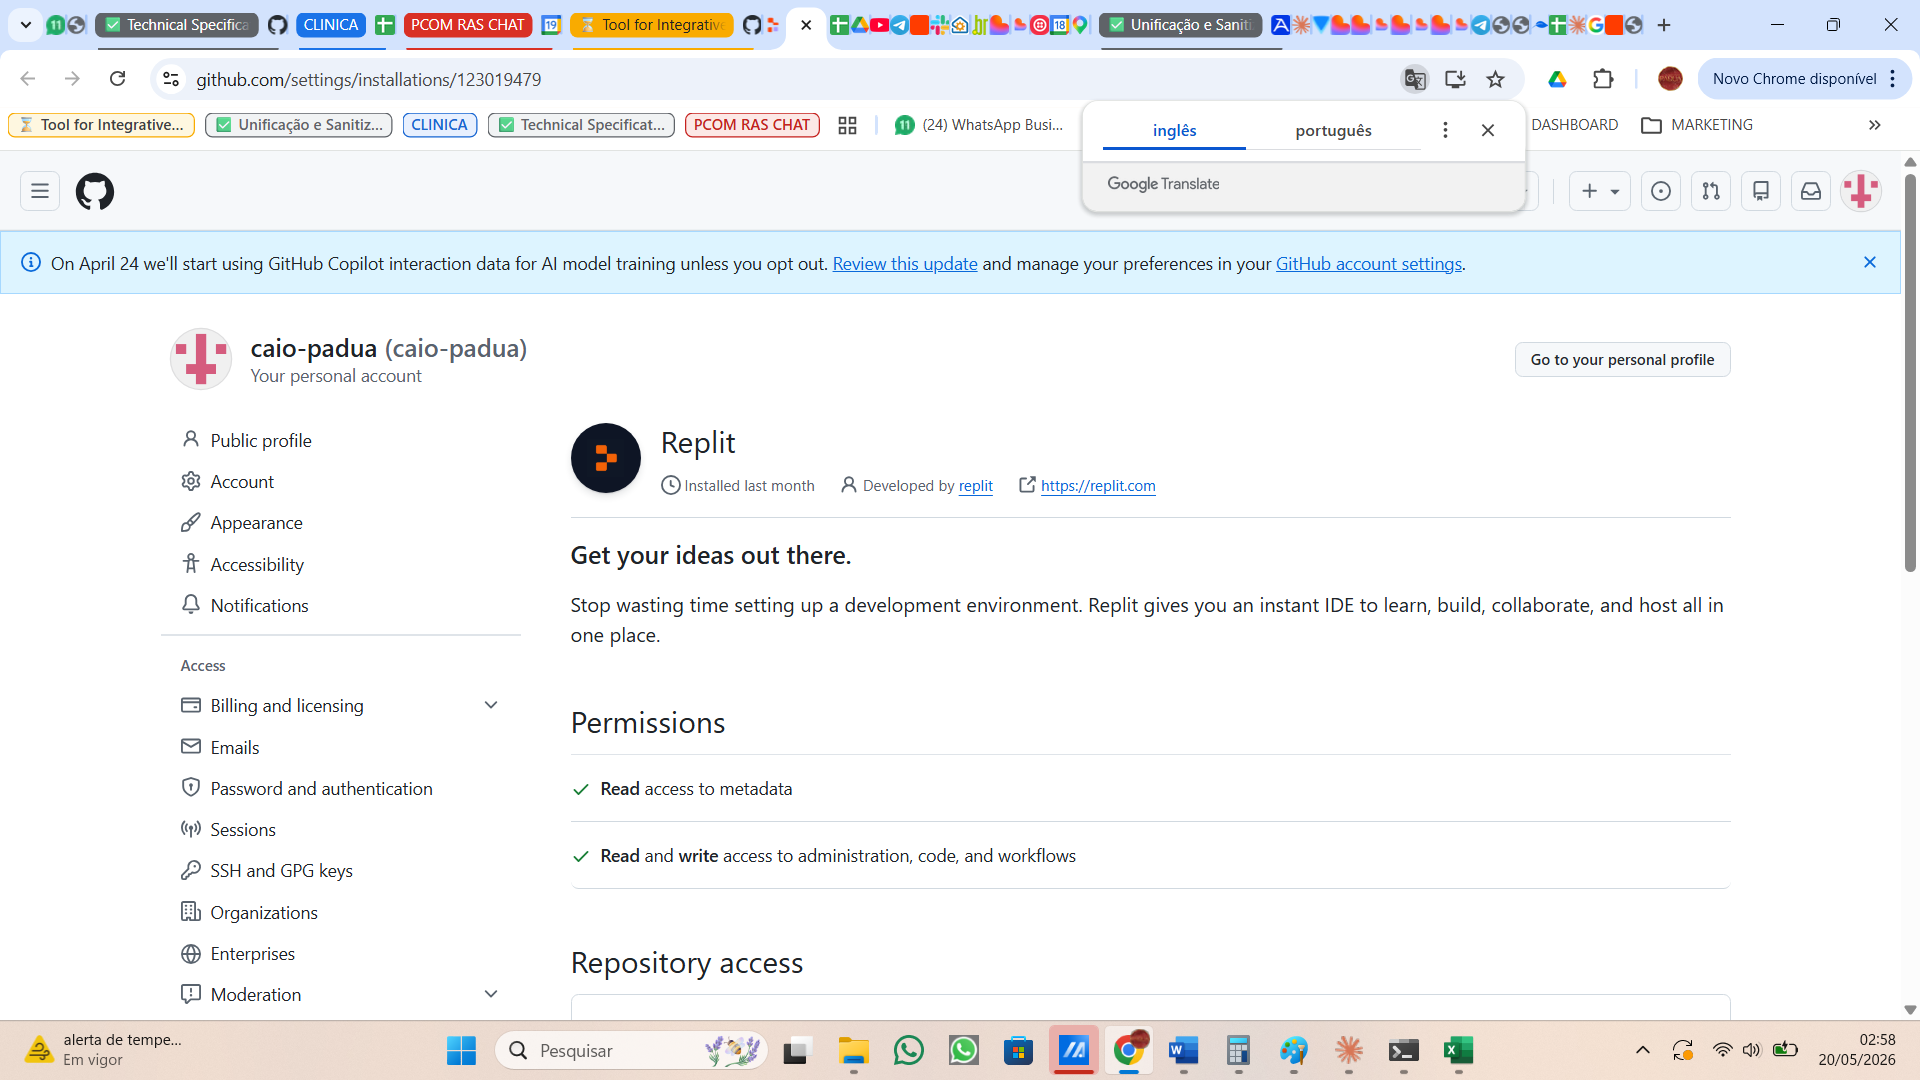 Technical Specifica
CLINICA
PCOM RAS CHAT
Tool for Integrative
Unificação e Saniti
github.com/settings/installations/123019479
Novo Chrome disponível
Tool for Integrative...
Unificação e Sanitiz...
CLINICA
Technical Specificat...
PCOM RAS CHAT
(24) WhatsApp Busi...
DASHBOARD
MARKETING
inglês
português
Google Translate
On April 24 we'll start using GitHub Copilot interaction data for AI model training unless you opt out. Review this update and manage your preferences in your GitHub account settings.
caio-padua (caio-padua)
Your personal account
Go to your personal profile
Public profile
Account
Appearance
Accessibility
Notifications
Access
Billing and licensing
Emails
Password and authentication
Sessions
SSH and GPG keys
Organizations
Enterprises
Moderation
Replit
Installed last month
Developed by replit
https://replit.com
Get your ideas out there.
Stop wasting time setting up a development environment. Replit gives you an instant IDE to learn, build, collaborate, and host all in
one place.
Permissions
Read access to metadata
Read and write access to administration, code, and workflows
Repository access
alerta de tempe...
Em vigor
Pesquisar
02:58
20/05/2026